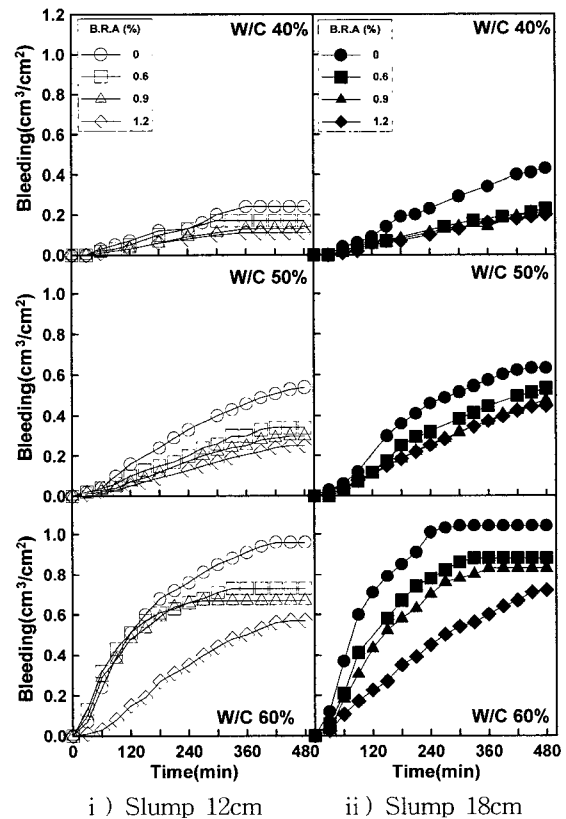 1.2
1.0
0.8
0.6
0.4
0.2
0.0
Bleeding(cm³/cm²)
B.R.A (%)
0
0.6
0.9
1.2
W/C 40%
B.R.A (%)
0
0.6
0.9
1.2
W/C 40%
1.0
0.8
0.6
0.4
0.2
0.0
Bleeding(cm³/cm²)
W/C 50%
W/C 50%
1.0
0.8
0.6
0.4
0.2
0.0
Bleeding(cm³/cm²)
W/C 60%
W/C 60%
0 120 240 360 480
0 120 240 360 480
Time(min)
Time(min)
i ) Slump 12cm
ii ) Slump 18cm